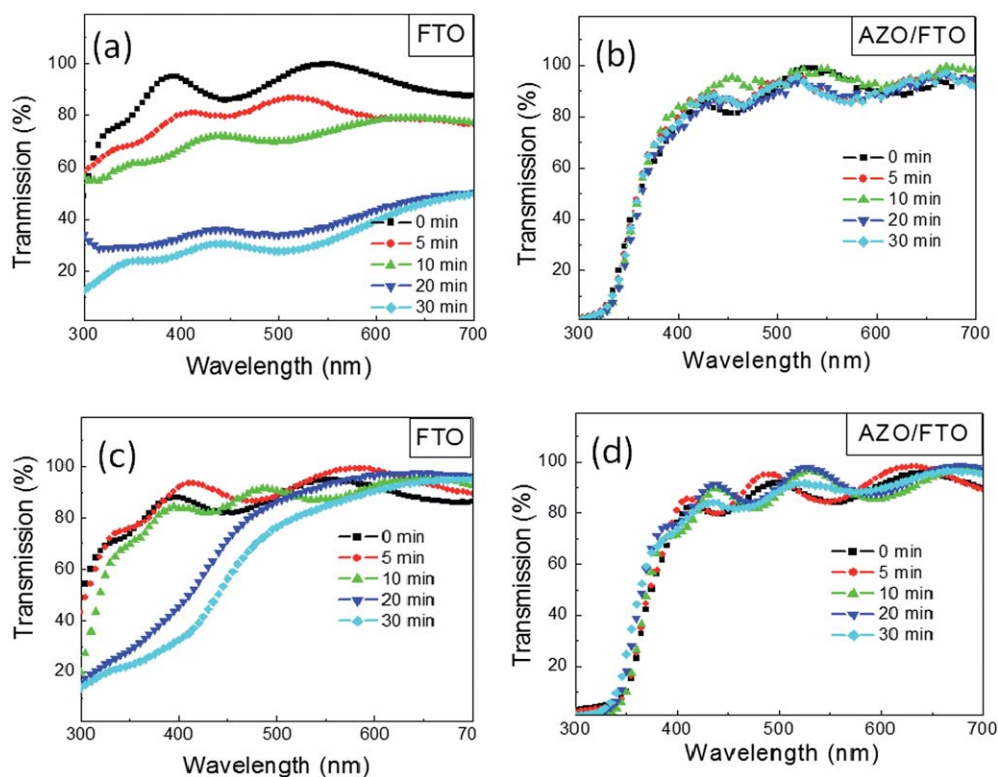 (a)
FTO
Tranmission (%)
100
80
60
40
20
0 min
5 min
10 min
20 min
30 min
300 400 500 600 700
Wavelength (nm)
(b)
AZO/FTO
Tranmission (%)
100
80
60
40
20
0 min
5 min
10 min
20 min
30 min
300 400 500 600 700
Wavelength (nm)
(c)
FTO
Transmission (%)
100
80
60
40
20
0 min
5 min
10 min
20 min
30 min
300 400 500 600 70
Wavelength (nm)
(d)
AZO/FTO
Transmission (%)
100
80
60
40
20
0 min
5 min
10 min
20 min
30 min
300 400 500 600 700
Wavelength (nm)